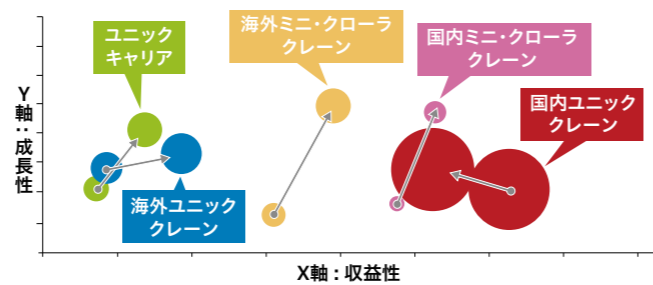 ユニック
キャリア
海外ミニ・クローラ
クレーン
国内ミニ・クローラ
クレーン
国内ユニック
クレーン
海外ユニック
クレーン
Y軸：成長性
X軸：収益性